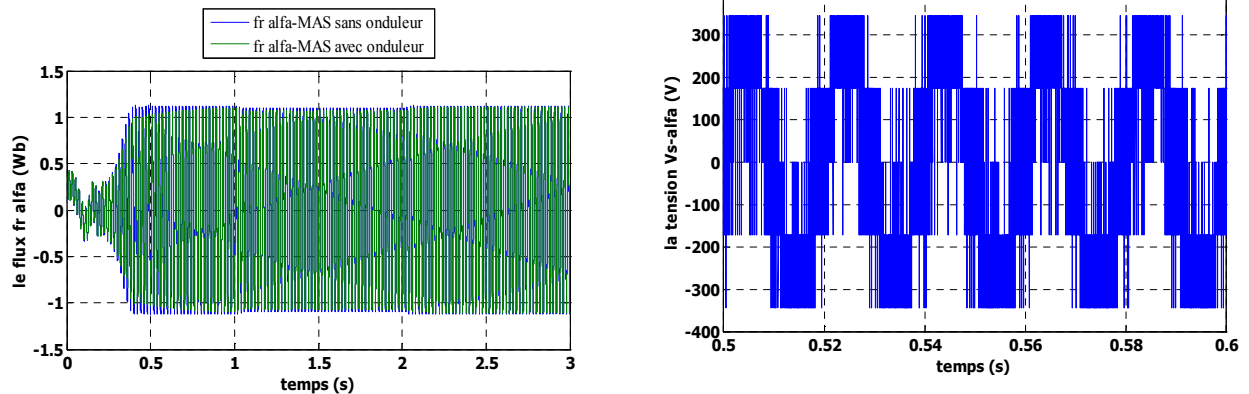 fr alfa-MAS sans onduleur
fr alfa-MAS avec onduleur
le flux fr alfa (Wb)
1.5
1
0.5
0
-0.5
-1
-1.5
0 0.5 1 1.5 2 2.5 3
temps (s)
la tension Vs-alfa (V)
300
200
100
0
-100
-200
-300
-400
0.5 0.52 0.54 0.56 0.58 0.6
temps (s)